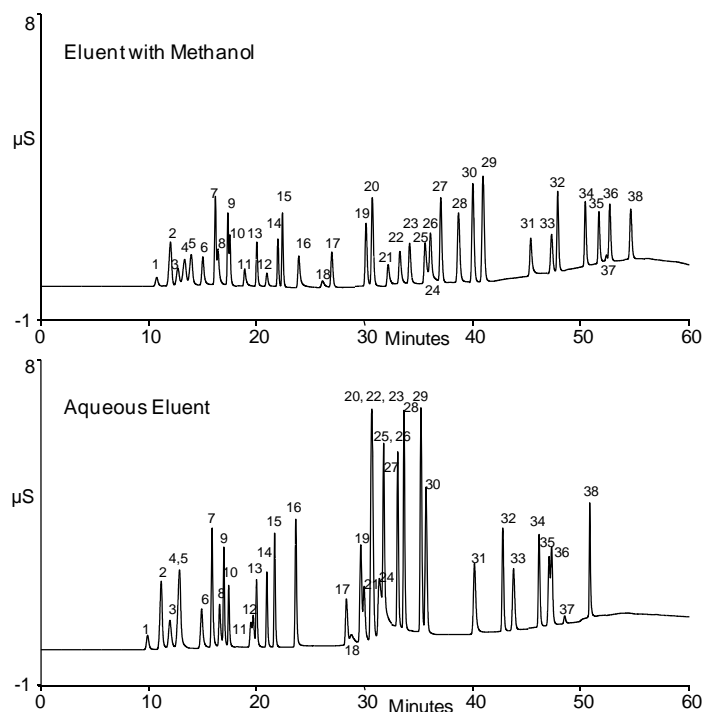 8
Eluent with Methanol
µS
1 2 3 4 5 6 7 8 9 10 11 12 13 14 15 16 17 18 19 20 21 22 23 24 25 26 27 28 30 29 31 33 32 34 35 37 36 38
-1
0 10 20 30 40 50 60
Minutes
8
Aqueous Eluent
µS
1 2 3 4,5 6 7 8 9 10 11 12 13 14 15 16 17 18 19 21 20, 22, 23, 29 24 25, 26 27 28 30 31 32 33 34 35 36 37 38
-1
0 10 20 30 40 50 60
Minutes